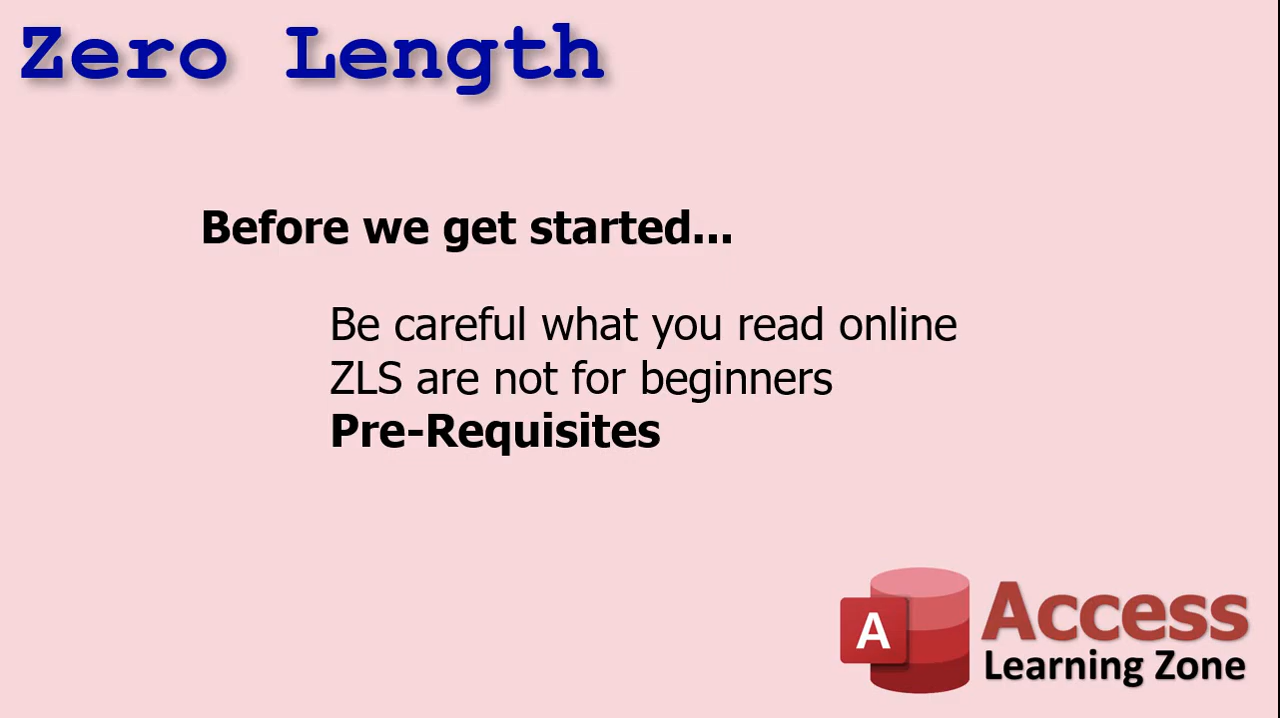 Zero Length
Before we get started...
Be careful what you read online
ZLS are not for beginners
Pre-Requisites
A
Access
Learning Zone